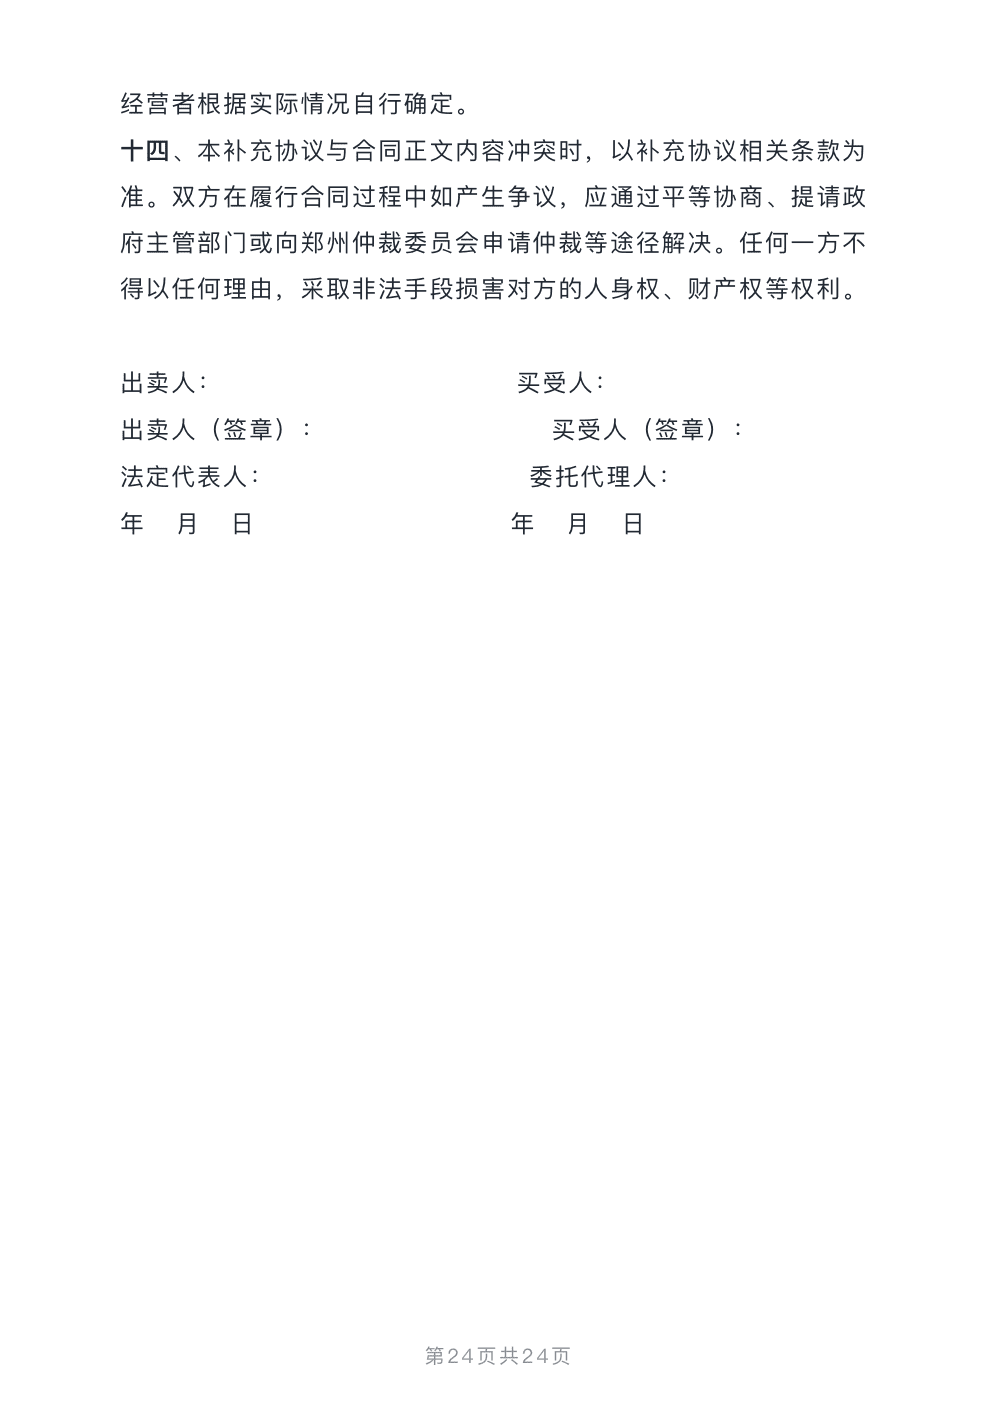 经营者根据实际情况自行确定。
十四、本补充协议与合同正文内容冲突时，以补充协议相关条款为
准。双方在履行合同过程中如产生争议，应通过平等协商、提请政
府主管部门或向郑州仲裁委员会申请仲裁等途径解决。任何一方不
得以任何理由，采取非法手段损害对方的人身权、财产权等权利。
出卖人： 买受人：
出卖人（签章）： 买受人（签章）：
法定代表人： 委托代理人：
年 月 日 年 月 日
第24页共24页